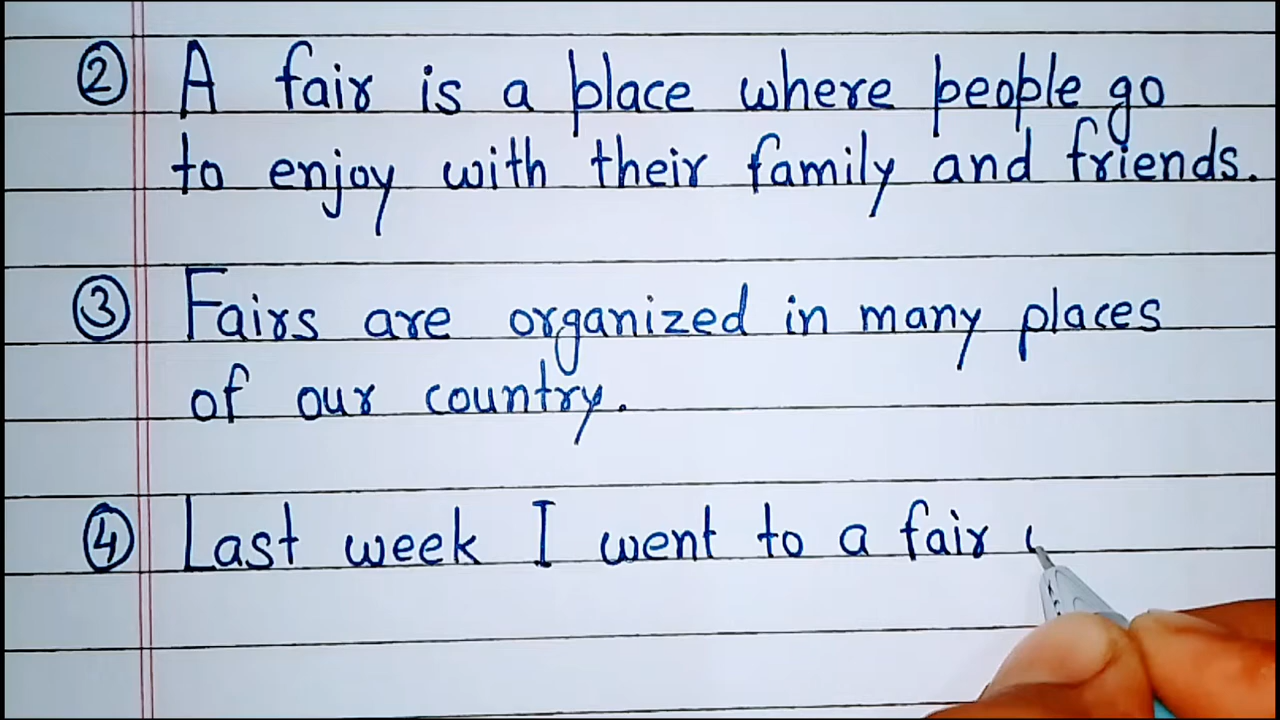 ② A fair is a place where people go
to enjoy with their family and friends.
③ Fairs are organized in many places
of our country.
④ Last week I went to a fair